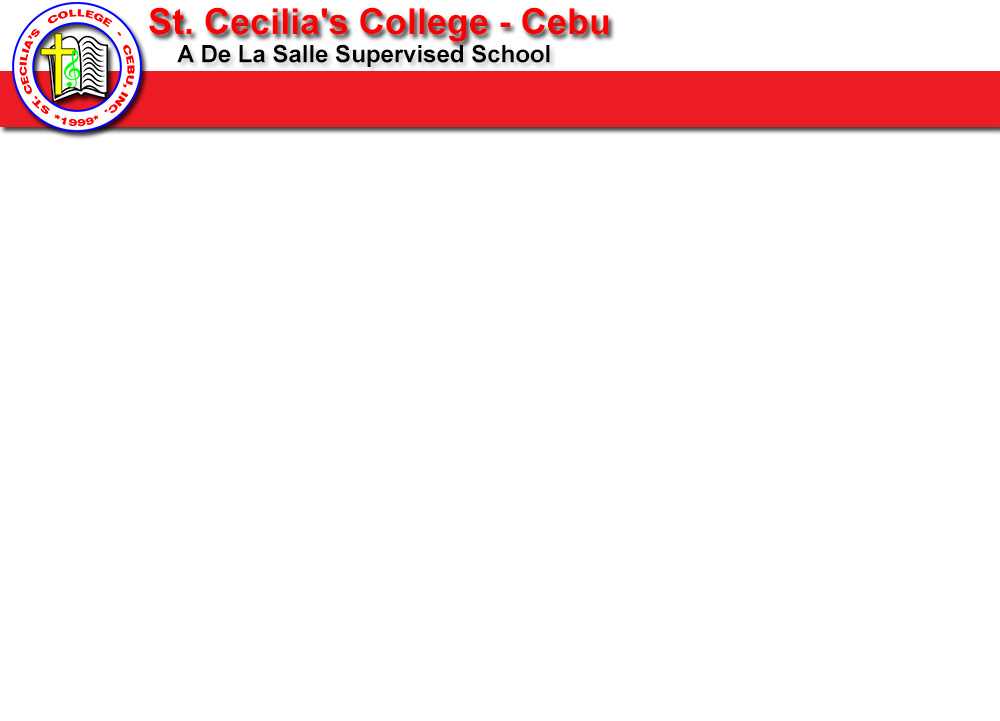 St. Cecilia's College - Cebu
A De La Salle Supervised School
ST. CECILIA'S COLLEGE - CEBU, INC.
*1999*